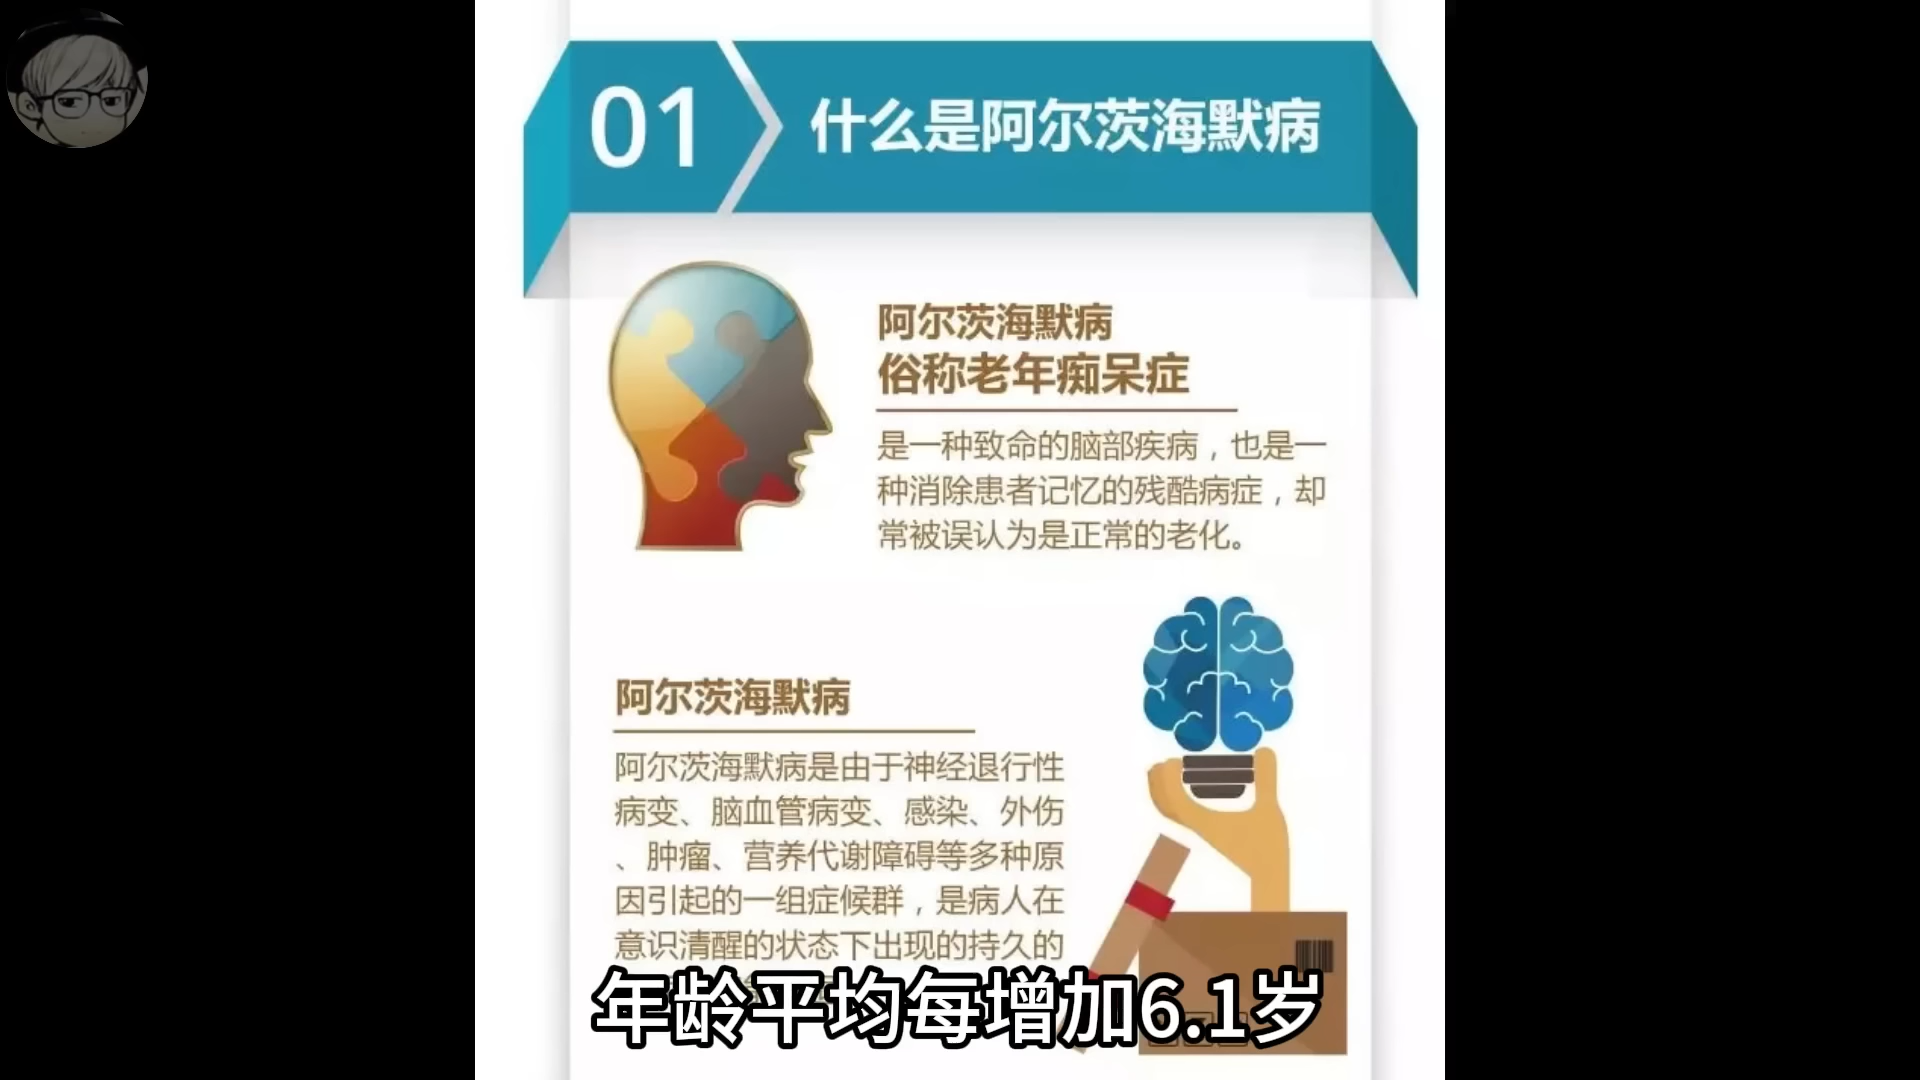 01
什么是阿尔茨海默病
阿尔茨海默病
俗称老年痴呆症
是一种致命的脑部疾病，也是一
种消除患者记忆的残酷病症，却
常被误认为是正常的老化。
阿尔茨海默病
阿尔茨海默病是由于神经退行性
病变、脑血管病变、感染、外伤
、肿瘤、营养代谢障碍等多种原
因引起的一组症候群，是病人在
意识清醒的状态下出现的持久的
年龄平均每增加6.1岁